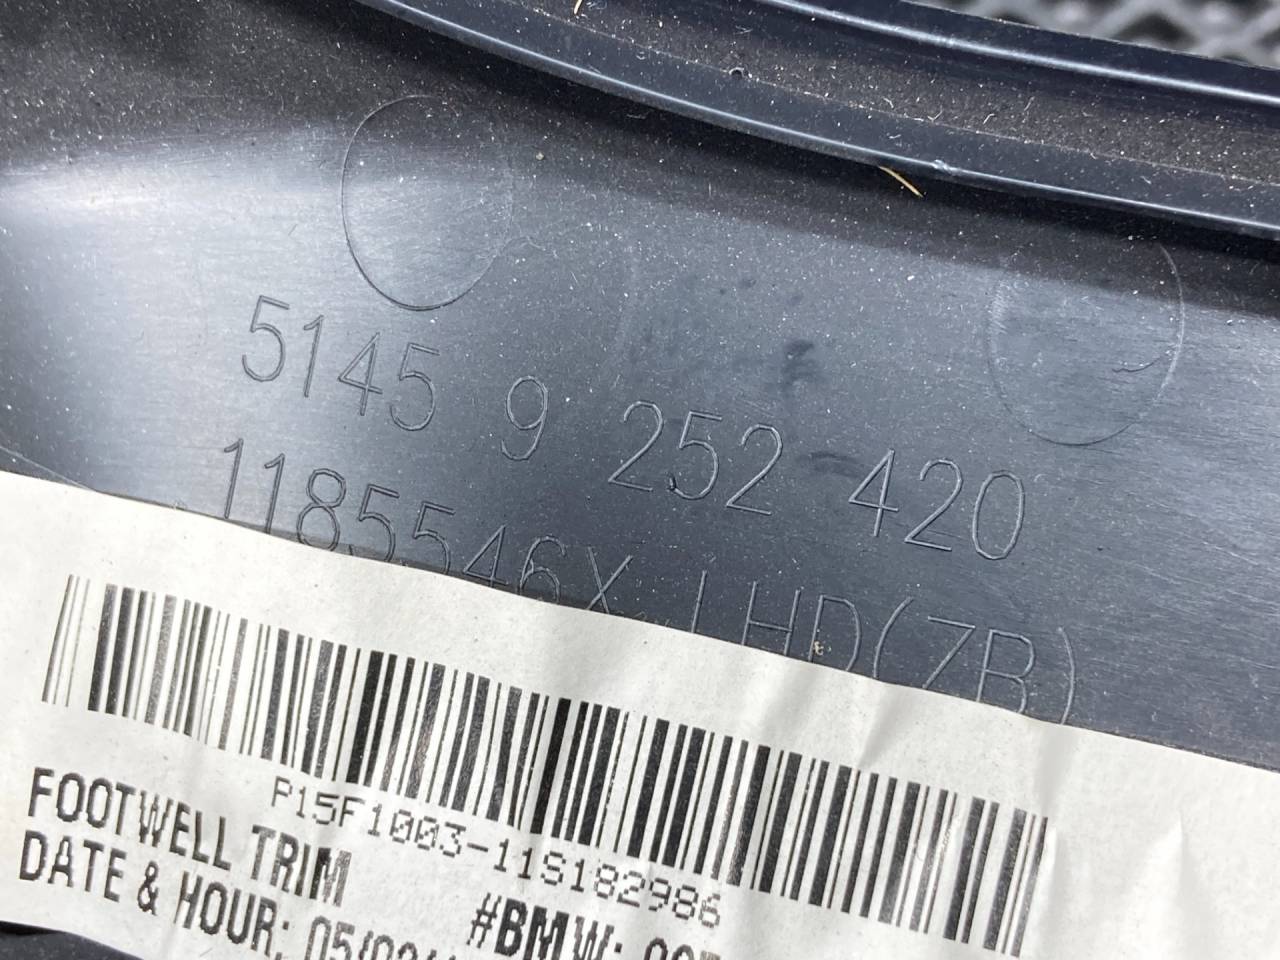 5145 9 252 420
1185546X LHD(ZB)
P15F1003-11S182986
FOOTWELL TRIM
#BMW:
DATE & HOUR: